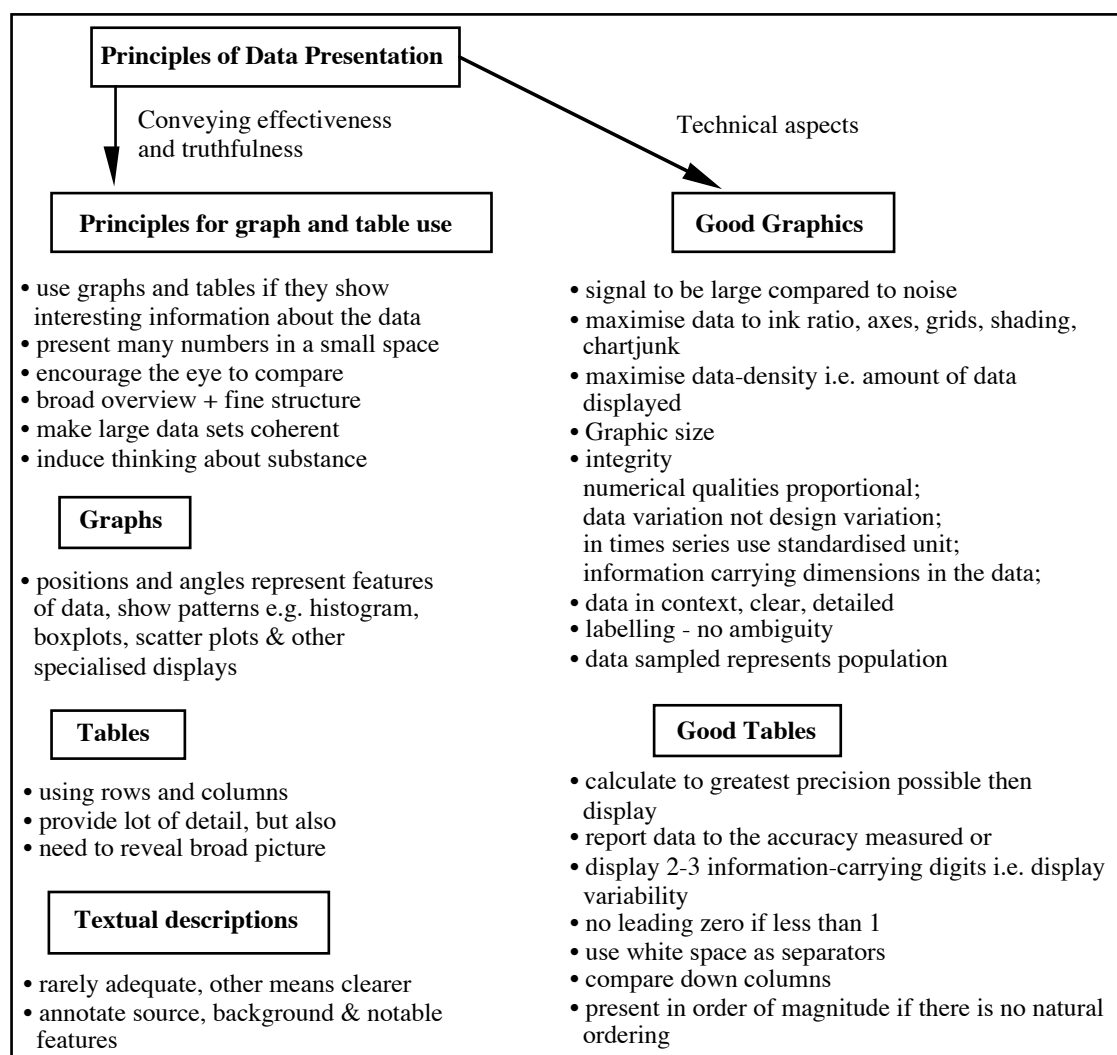 Principles of Data Presentation
Conveying effectiveness
and truthfulness
Technical aspects
Principles for graph and table use
• use graphs and tables if they show
interesting information about the data
• present many numbers in a small space
• encourage the eye to compare
• broad overview + fine structure
• make large data sets coherent
• induce thinking about substance
Graphs
• positions and angles represent features
of data, show patterns e.g. histogram,
boxplots, scatter plots & other
specialised displays
Tables
• using rows and columns
• provide lot of detail, but also
• need to reveal broad picture
Textual descriptions
• rarely adequate, other means clearer
• annotate source, background & notable
features
Good Graphics
• signal to be large compared to noise
• maximise data to ink ratio, axes, grids, shading,
chartjunk
• maximise data-density i.e. amount of data
displayed
• Graphic size
• integrity
numerical qualities proportional;
data variation not design variation;
in times series use standardised unit;
information carrying dimensions in the data;
• data in context, clear, detailed
• labelling - no ambiguity
• data sampled represents population
Good Tables
• calculate to greatest precision possible then
display
• report data to the accuracy measured or
• display 2-3 information-carrying digits i.e. display
variability
• no leading zero if less than 1
• use white space as separators
• compare down columns
• present in order of magnitude if there is no natural
ordering